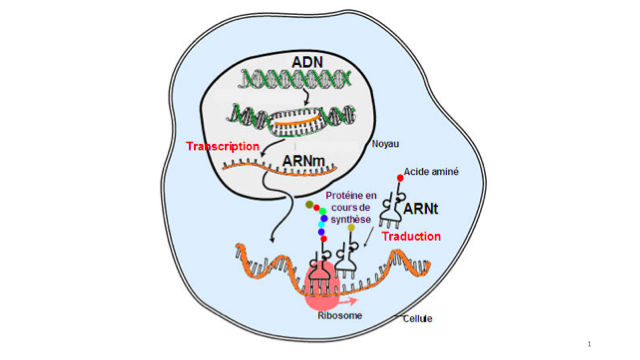 ADN
Transcription
Noyau
ARNm
Acide aminé
Protéine en
cours de
synthèse
ARNt
Traduction
Ribosome
Cellule
1